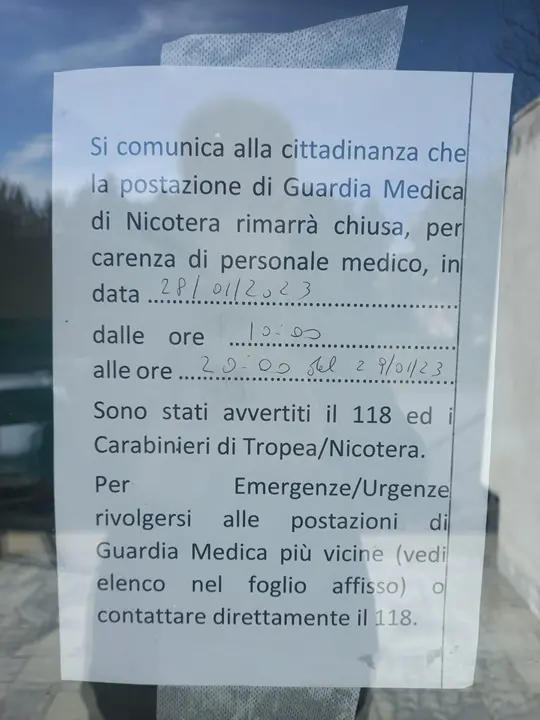 Si comunica alla cittadinanza che
la postazione di Guardia Medica
di Nicotera rimarrà chiusa, per
carenza di personale medico, in
data 28/01/2023
dalle ore 10:00
alle ore 20:00 del 29/01/23
Sono stati avvertiti il 118 ed i
Carabinieri di Tropea/Nicotera.
Per Emergenze/Urgenze
rivolgersi alle postazioni di
Guardia Medica più vicine (vedi
elenco nel foglio affisso) o
contattare direttamente il 118.